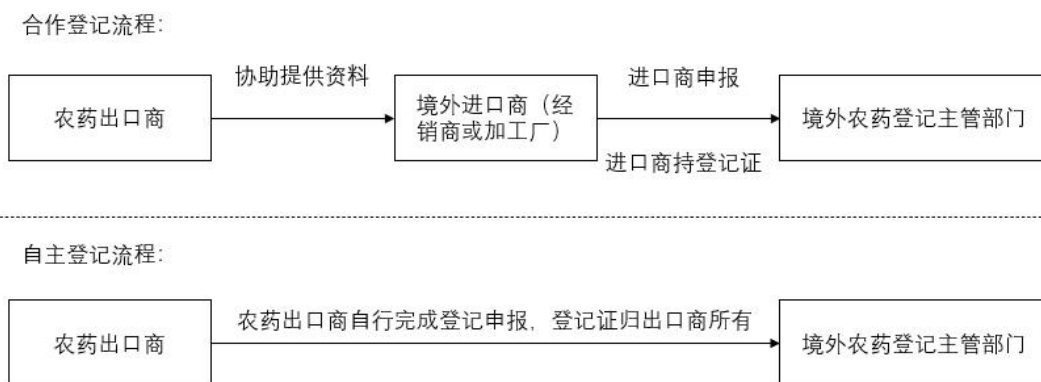 合作登记流程：
协助提供资料
进口商申报
农药出口商
境外进口商（经
销商或加工厂）
境外农药登记主管部门
进口商持登记证
自主登记流程：
农药出口商自行完成登记申报，登记证归出口商所有
农药出口商
境外农药登记主管部门